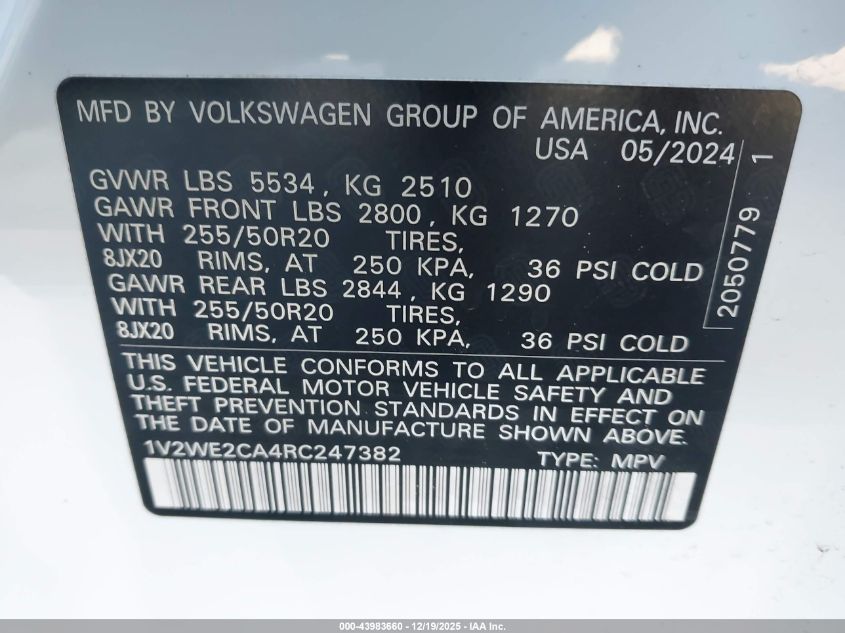 MFD BY VOLKSWAGEN GROUP OF AMERICA, INC.
USA 05/2024
GVWR LBS 5534, KG 2510
GAWR FRONT LBS 2800, KG 1270
WITH 255/50R20 TIRES,
8JX20 RIMS, AT 250 KPA, 36 PSI COLD
GAWR REAR LBS 2844, KG 1290
WITH 255/50R20 TIRES,
8JX20 RIMS, AT 250 KPA, 36 PSI COLD
2050779 1
THIS VEHICLE CONFORMS TO ALL APPLICABLE
U.S. FEDERAL MOTOR VEHICLE SAFETY AND
THEFT PREVENTION STANDARDS IN EFFECT ON
THE DATE OF MANUFACTURE SHOWN ABOVE.
1V2WE2CA4RC247382 TYPE: MPV
000-43983660 - 12/19/2025 - IAA Inc.